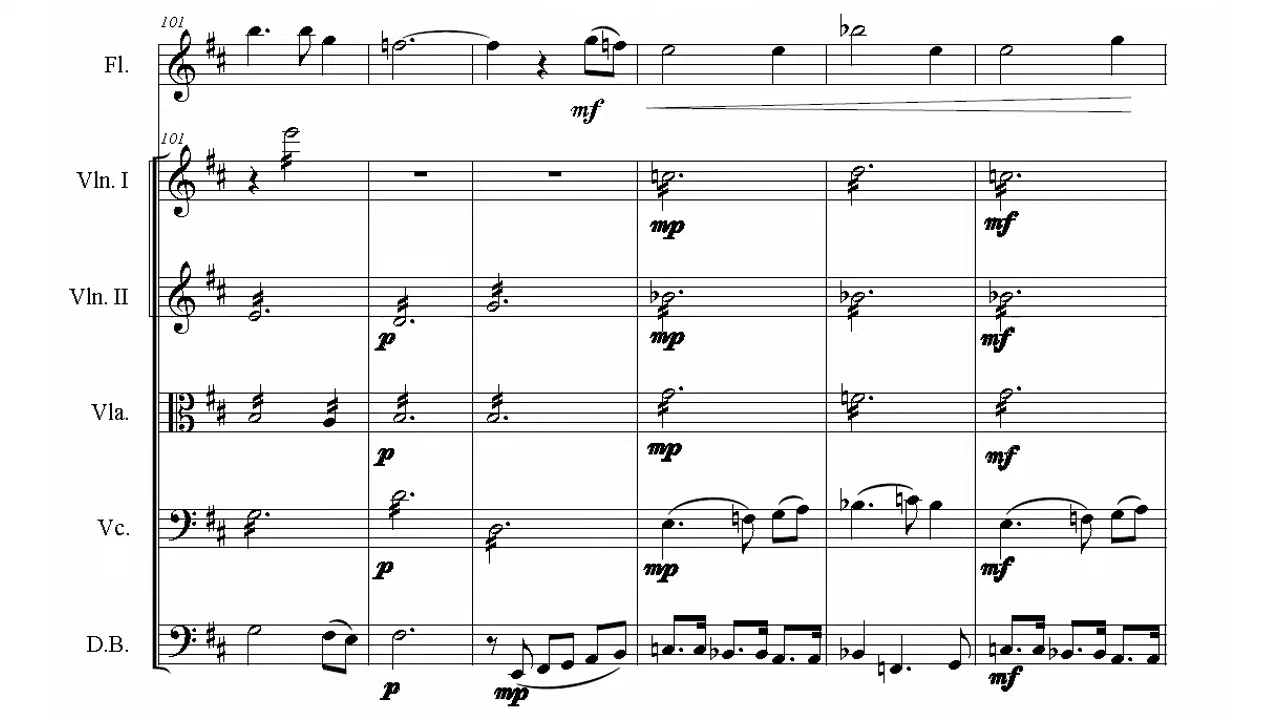 101
Fl.
mf
101
Vln. I
mp mf
Vln. II
p mp mf
Vla.
p mp mf
Vc.
p mp mf
D.B.
p mp mf